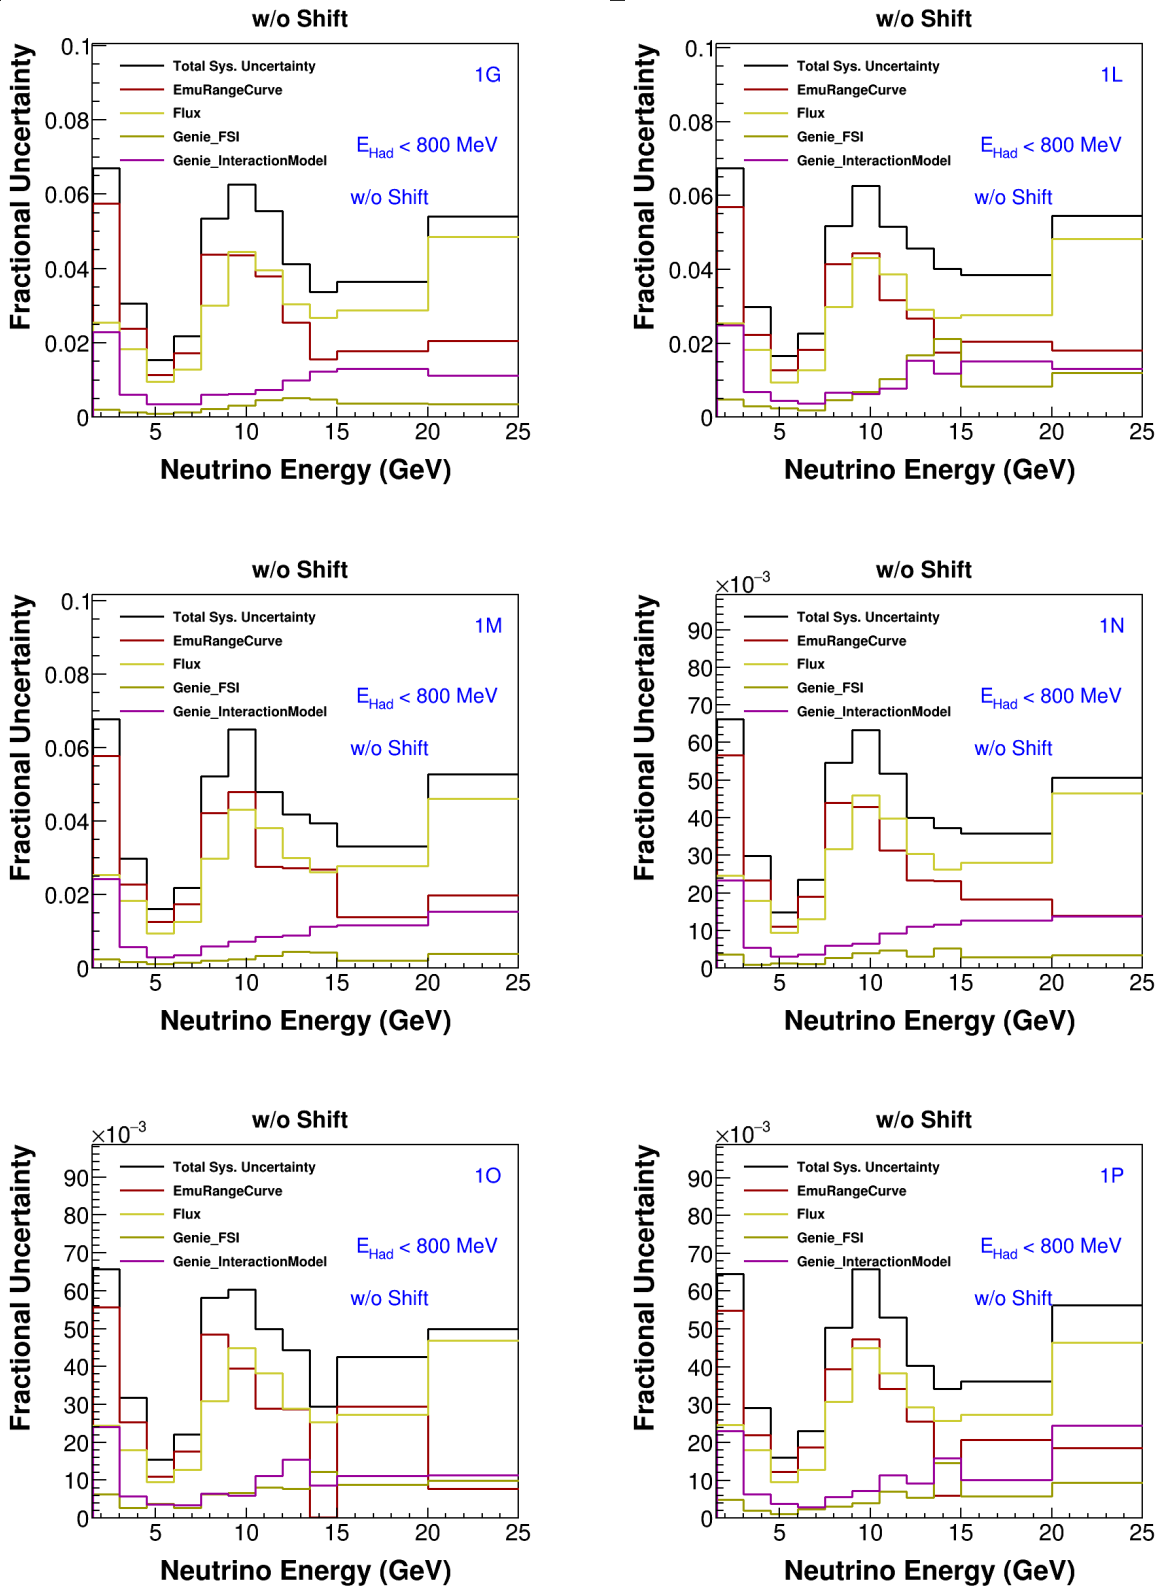 w/o Shift
0.1
0.08
0.06
0.04
0.02
0
Fractional Uncertainty
Total Sys. Uncertainty
EmuRangeCurve
Flux
Genie_FSI
Genie_InteractionModel
1G
E_Had < 800 MeV
w/o Shift
5 10 15 20 25
Neutrino Energy (GeV)
w/o Shift
0.1
0.08
0.06
0.04
0.02
0
Fractional Uncertainty
Total Sys. Uncertainty
EmuRangeCurve
Flux
Genie_FSI
Genie_InteractionModel
1L
E_Had < 800 MeV
w/o Shift
5 10 15 20 25
Neutrino Energy (GeV)
w/o Shift
0.1
0.08
0.06
0.04
0.02
0
Fractional Uncertainty
Total Sys. Uncertainty
EmuRangeCurve
Flux
Genie_FSI
Genie_InteractionModel
1M
E_Had < 800 MeV
w/o Shift
5 10 15 20 25
Neutrino Energy (GeV)
w/o Shift
×10⁻³
90
80
70
60
50
40
30
20
10
0
Fractional Uncertainty
Total Sys. Uncertainty
EmuRangeCurve
Flux
Genie_FSI
Genie_InteractionModel
1N
E_Had < 800 MeV
w/o Shift
5 10 15 20 25
Neutrino Energy (GeV)
w/o Shift
×10⁻³
90
80
70
60
50
40
30
20
10
0
Fractional Uncertainty
Total Sys. Uncertainty
EmuRangeCurve
Flux
Genie_FSI
Genie_InteractionModel
1O
E_Had < 800 MeV
w/o Shift
5 10 15 20 25
Neutrino Energy (GeV)
w/o Shift
×10⁻³
90
80
70
60
50
40
30
20
10
0
Fractional Uncertainty
Total Sys. Uncertainty
EmuRangeCurve
Flux
Genie_FSI
Genie_InteractionModel
1P
E_Had < 800 MeV
w/o Shift
5 10 15 20 25
Neutrino Energy (GeV)